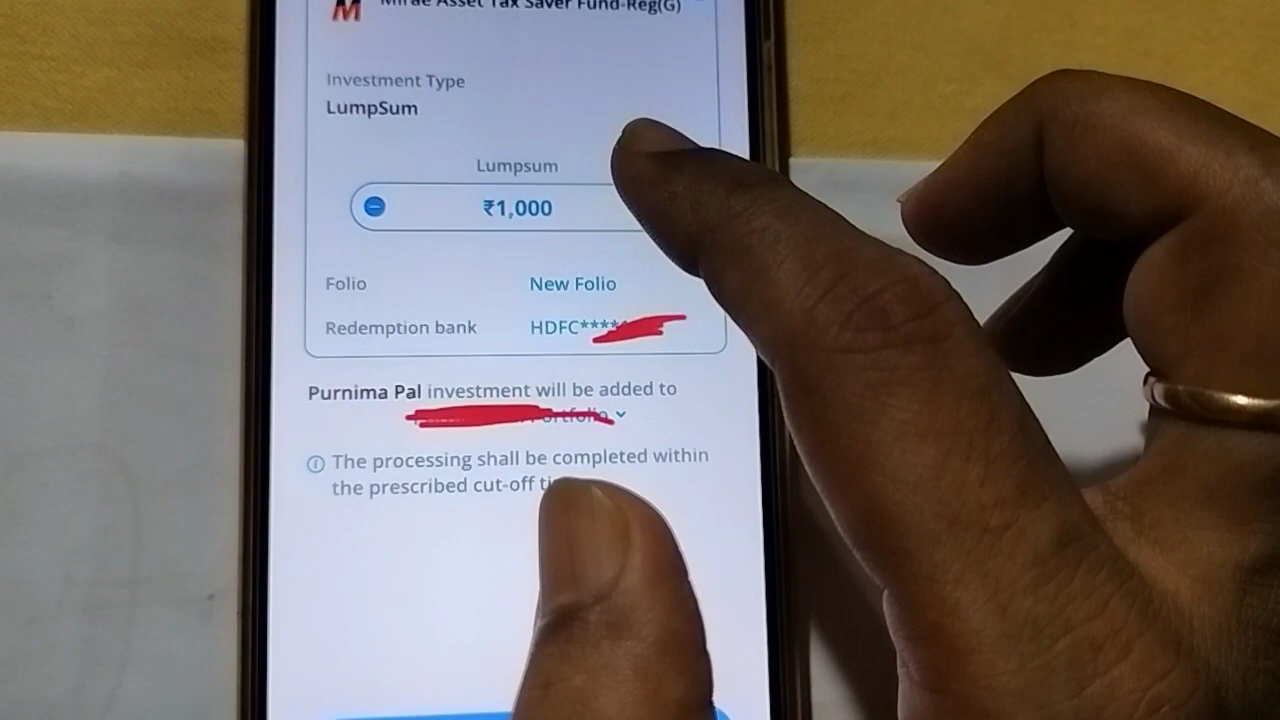 Mirae Asset Tax Saver Fund-Reg(G)
Investment Type
LumpSum
Lumpsum
₹1,000
Folio New Folio
Redemption bank HDFC****
Purnima Pal investment will be added to
The processing shall be completed within
the prescribed cut-off